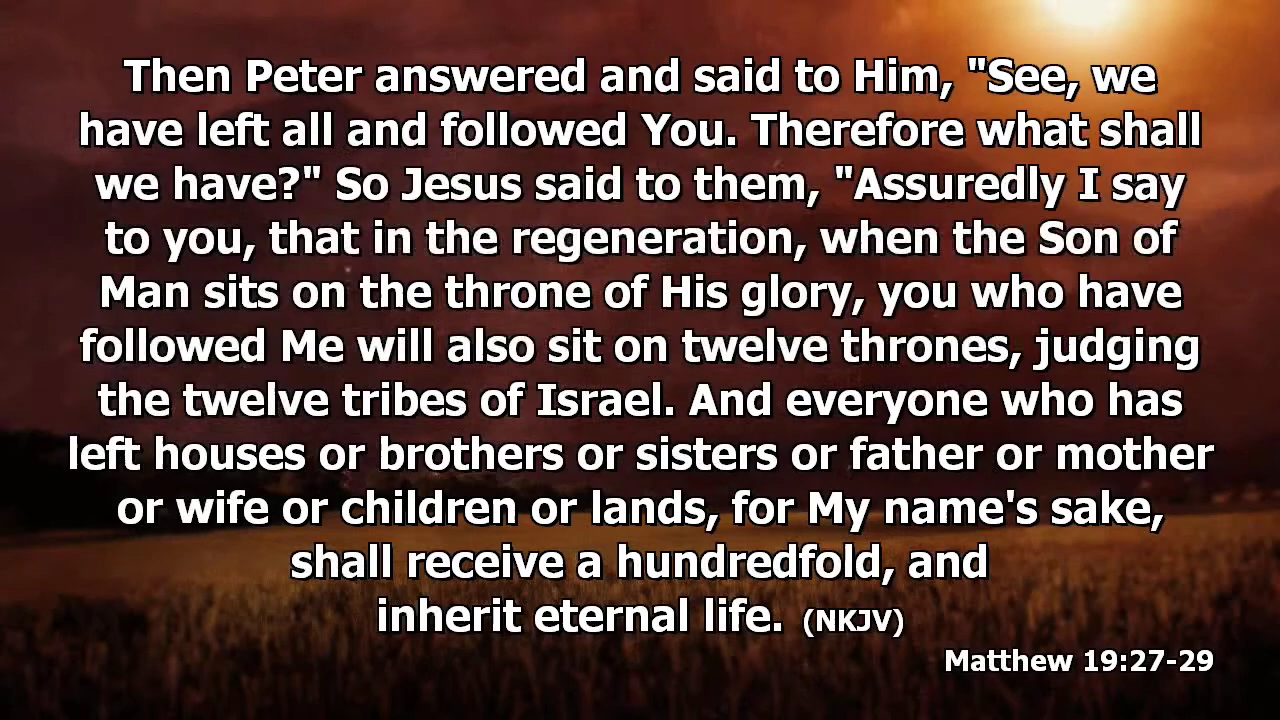 Then Peter answered and said to Him, "See, we
have left all and followed You. Therefore what shall
we have?" So Jesus said to them, "Assuredly I say
to you, that in the regeneration, when the Son of
Man sits on the throne of His glory, you who have
followed Me will also sit on twelve thrones, judging
the twelve tribes of Israel. And everyone who has
left houses or brothers or sisters or father or mother
or wife or children or lands, for My name's sake,
shall receive a hundredfold, and
inherit eternal life. (NKJV)
Matthew 19:27-29